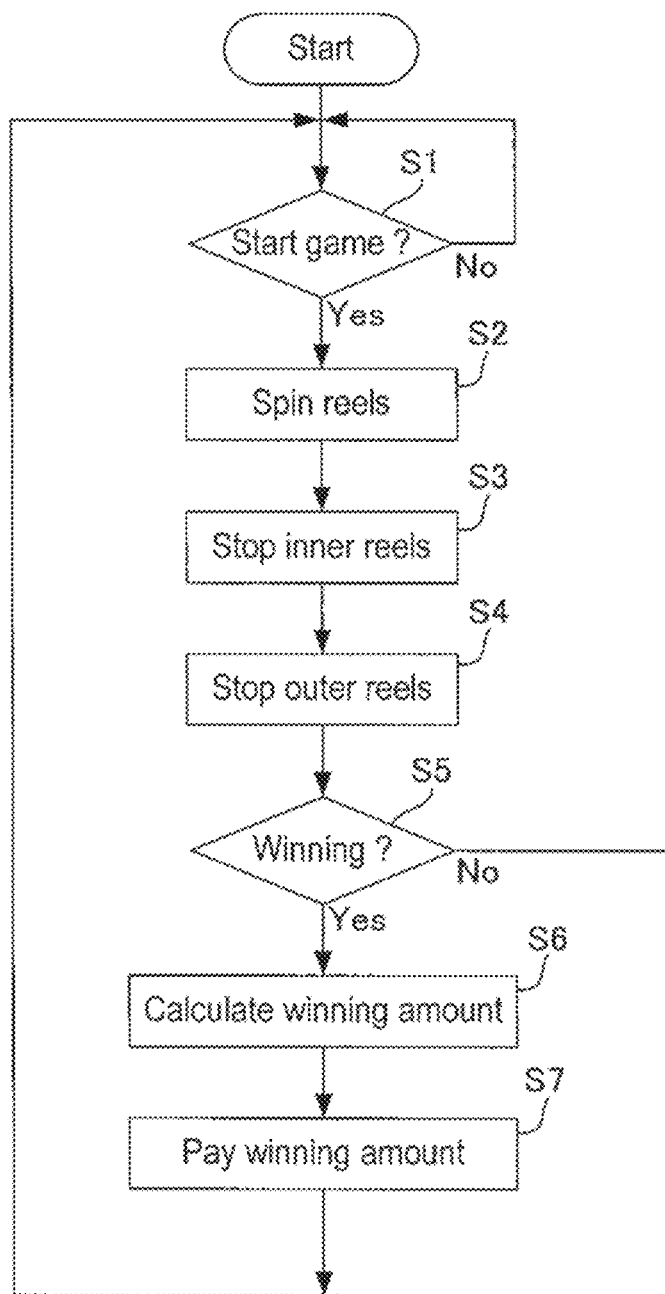 Start
S1
Start game ?
No
Yes
S2
Spin reels
S3
Stop inner reels
S4
Stop outer reels
S5
Winning ?
No
Yes
S6
Calculate winning amount
S7
Pay winning amount